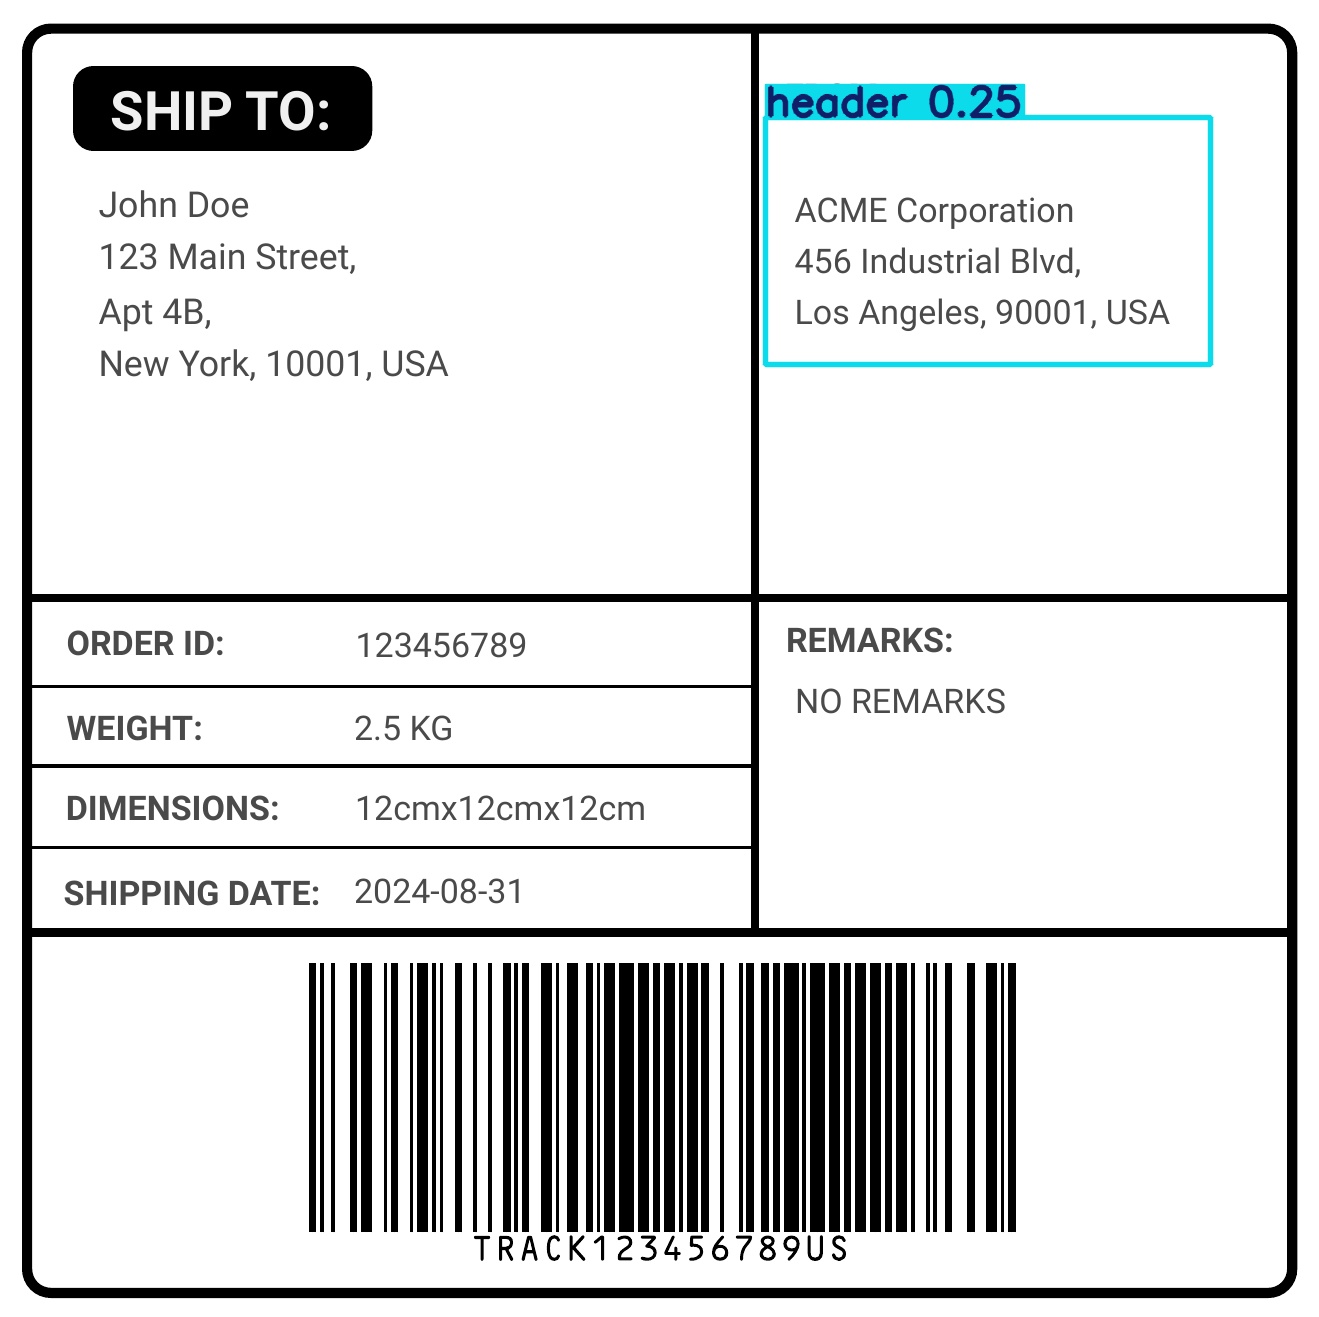 SHIP TO:
John Doe
123 Main Street,
Apt 4B,
New York, 10001, USA
header 0.25
ACME Corporation
456 Industrial Blvd,
Los Angeles, 90001, USA
ORDER ID: 123456789
WEIGHT: 2.5 KG
DIMENSIONS: 12cmx12cmx12cm
SHIPPING DATE: 2024-08-31
REMARKS:
NO REMARKS
TRACK123456789US